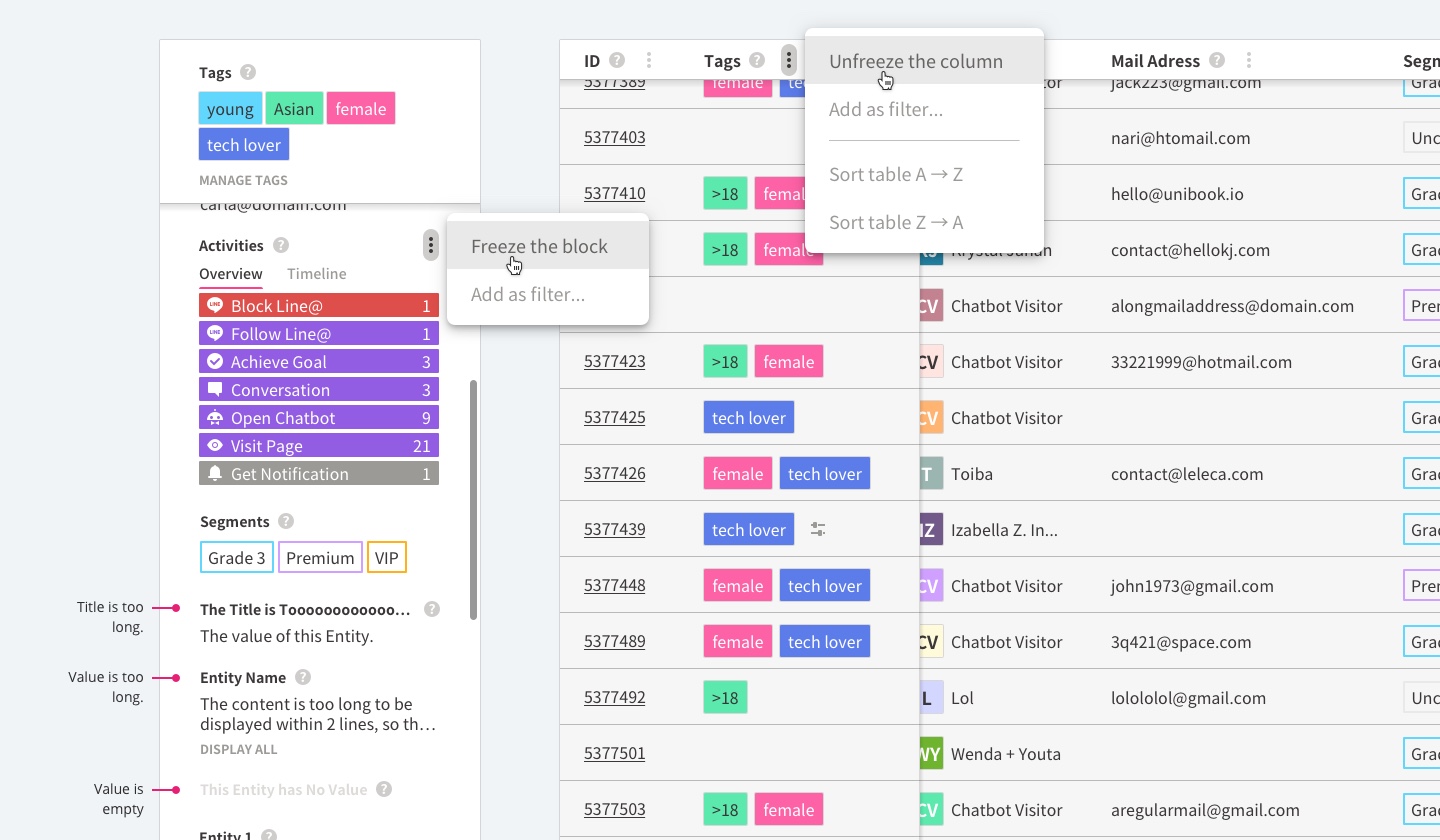 Title is too
long.
Value is too
long.
Value is
empty
Tags
young Asian female
tech lover
MANAGE TAGS
carla@domain.com
Activities
Overview Timeline
Block Line@ 1
Follow Line@ 1
Achieve Goal 3
Conversation 3
Open Chatbot 9
Visit Page 21
Get Notification 1
Segments
Grade 3 Premium VIP
The Title is Toooooooooooo...
The value of this Entity.
Entity Name
The content is too long to be
displayed within 2 lines, so th...
DISPLAY ALL
This Entity has No Value
Entity 1
Freeze the block
Add as filter...
Unfreeze the column
Add as filter...
Sort table A → Z
Sort table Z → A
ID Tags Mail Adress Segn
5377389 female tor jack223@gmail.com Grad
5377403 nari@htomail.com Unc
5377410 >18 femal hello@unibook.io Grad
>18 female contact@hellokj.com Grad
CV Chatbot Visitor alongmailaddress@domain.com Prem
5377423 >18 female CV Chatbot Visitor 33221999@hotmail.com Grad
5377425 tech lover CV Chatbot Visitor Grad
5377426 female tech lover T Toiba contact@leleca.com Grad
5377439 tech lover IZ Izabella Z. In... Grad
5377448 female tech lover CV Chatbot Visitor john1973@gmail.com Prem
5377489 female tech lover CV Chatbot Visitor 3q421@space.com Grad
5377492 >18 L Lol lolololol@gmail.com Unc
5377501 WY Wenda + Youta Grad
5377503 >18 female CV Chatbot Visitor aregularmail@gmail.com Grad